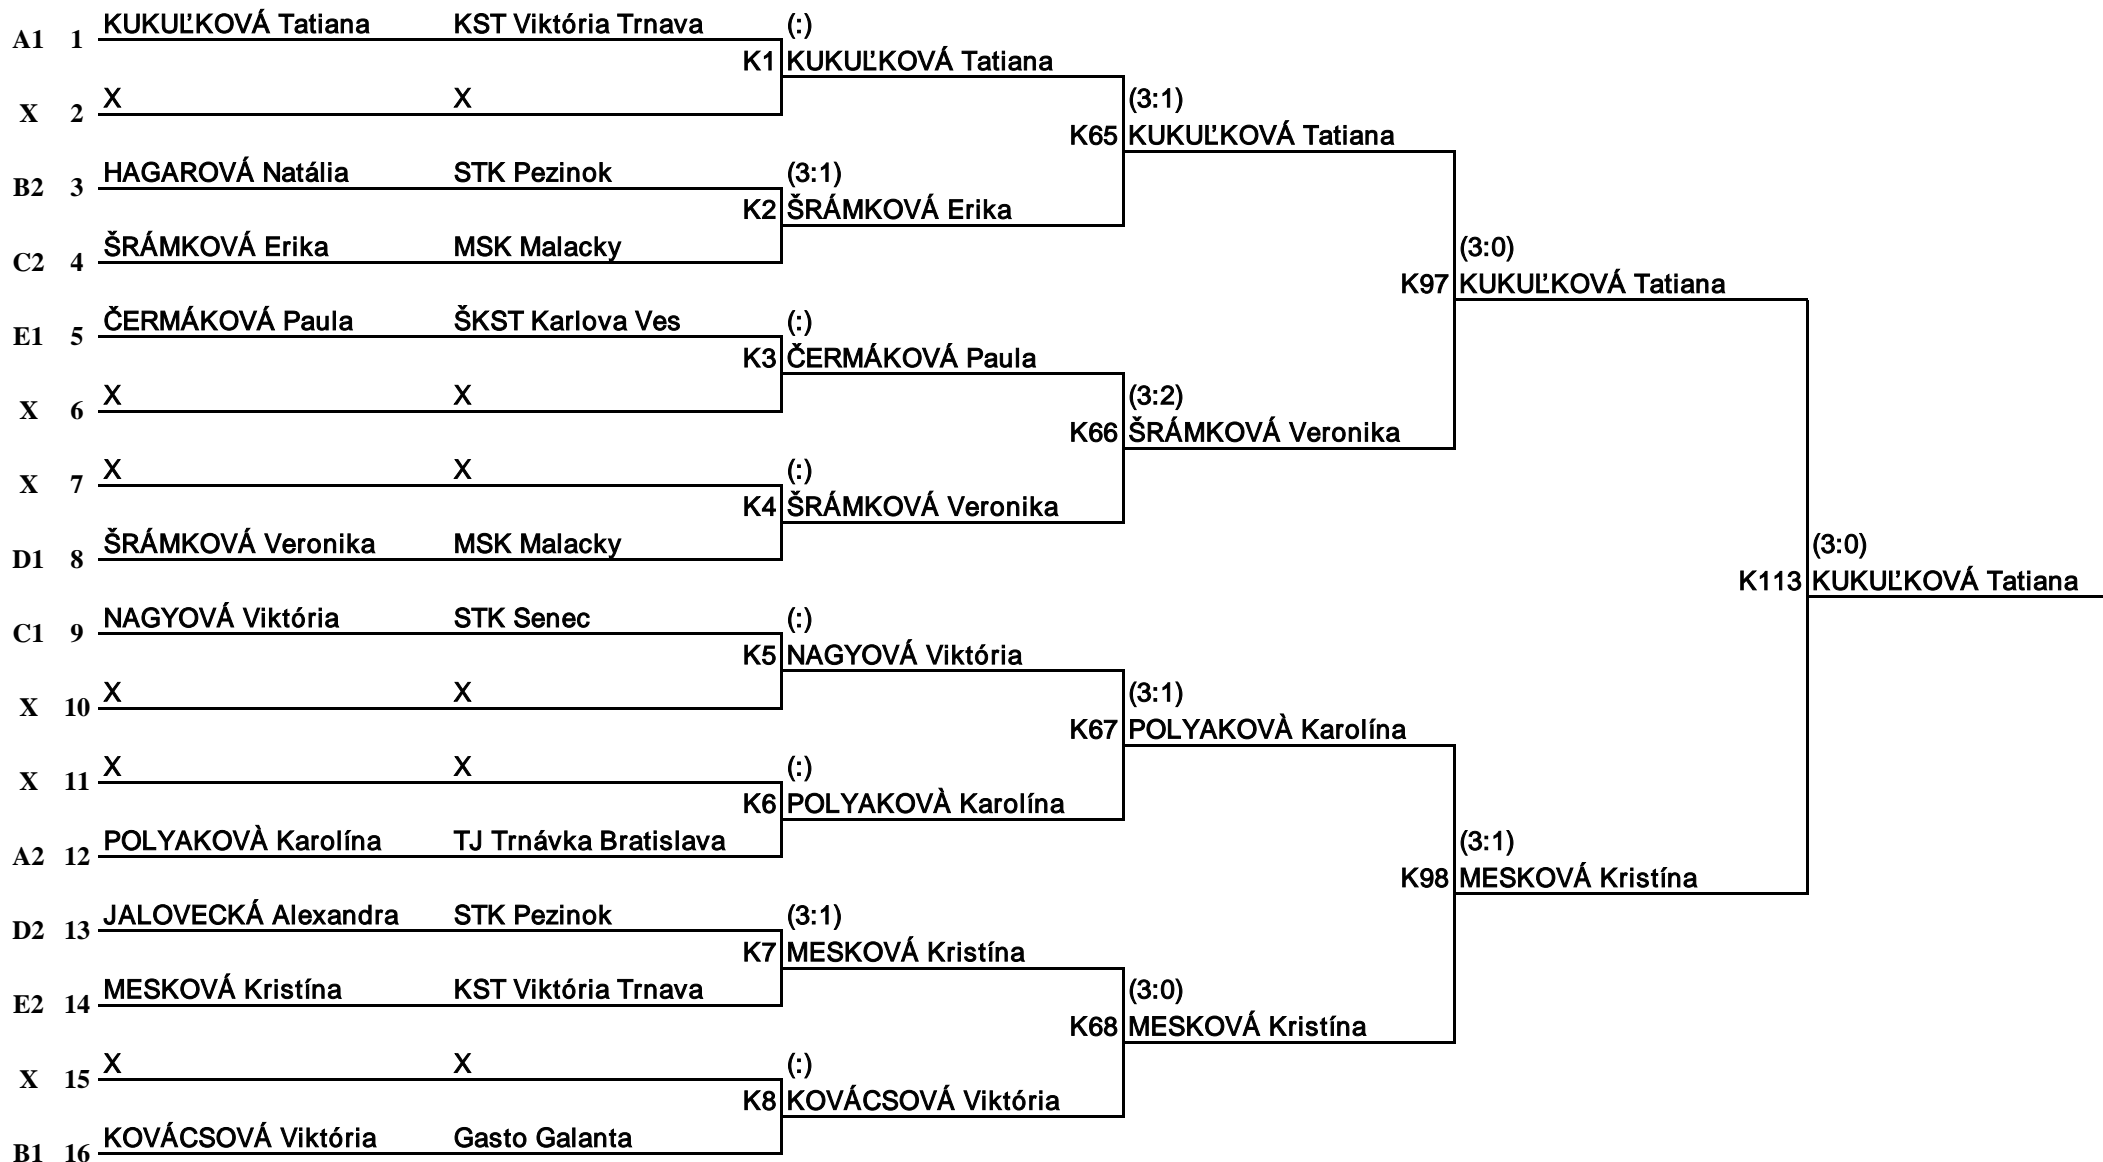 KUKUĽKOVÁ Tatiana KST Viktória Trnava (:)
A1 1
K1 KUKUĽKOVÁ Tatiana
X X (3:1)
X 2
K65 KUKUĽKOVÁ Tatiana
HAGAROVÁ Natália STK Pezinok (3:1)
B2 3
K2 ŠRÁMKOVÁ Erika
ŠRÁMKOVÁ Erika MSK Malacky (3:0)
C2 4
K97 KUKUĽKOVÁ Tatiana
ČERMÁKOVÁ Paula ŠKST Karlova Ves (:)
E1 5
K3 ČERMÁKOVÁ Paula
X X (3:2)
X 6
K66 ŠRÁMKOVÁ Veronika
X X (:)
X 7
K4 ŠRÁMKOVÁ Veronika
ŠRÁMKOVÁ Veronika MSK Malacky (3:0)
D1 8
K113 KUKUĽKOVÁ Tatiana
NAGYOVÁ Viktória STK Senec (:)
C1 9
K5 NAGYOVÁ Viktória
X X (3:1)
X 10
K67 POLYAKOVÀ Karolína
X X (:)
X 11
K6 POLYAKOVÀ Karolína
POLYAKOVÀ Karolína TJ Trnávka Bratislava (3:1)
A2 12
K98 MESKOVÁ Kristína
JALOVECKÁ Alexandra STK Pezinok (3:1)
D2 13
K7 MESKOVÁ Kristína
MESKOVÁ Kristína KST Viktória Trnava (3:0)
E2 14
K68 MESKOVÁ Kristína
X X (:)
X 15
K8 KOVÁCSOVÁ Viktória
KOVÁCSOVÁ Viktória Gasto Galanta
B1 16